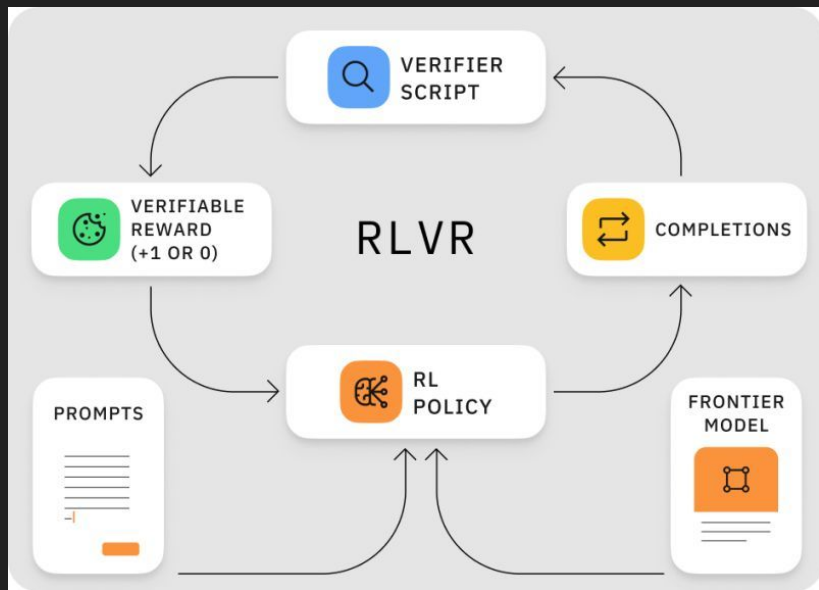 VERIFIER
SCRIPT
VERIFIABLE
REWARD
(+1 OR 0)
RLVR
COMPLETIONS
RL
POLICY
PROMPTS
FRONTIER
MODEL